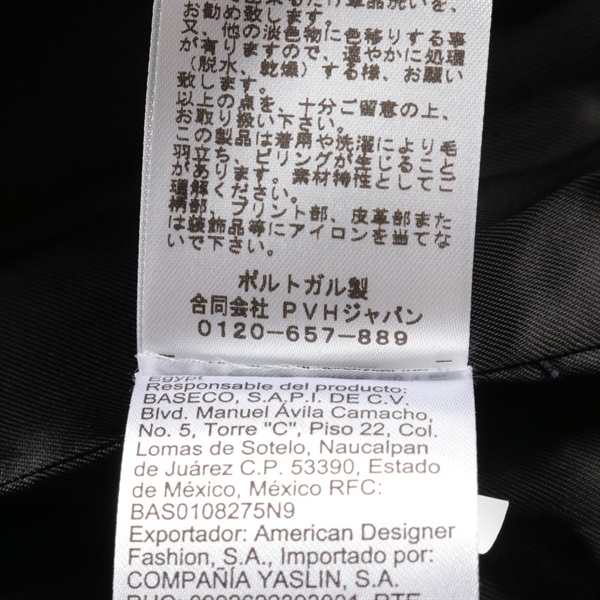 お勧め致します。
又、他の淡色物に色移りする事
が有りますので、速やかに処理
(脱水、乾燥)する様、お願い
致します。
以上の点を、十分ご留意の上、
お取り扱い下さい。
この製品は着用や洗濯により毛
羽立ち、ピリングが生じること
があります。素材特性としてご
理解ください。
柄部、プリント部、皮革部また
は装飾品等にアイロンを当てな
いで下さい。
ポルトガル製
合同会社 PVHジャパン
0120-657-889
Egypt
Responsable del producto:
BASECO, S.A.P.I. DE C.V.
Blvd. Manuel Ávila Camacho,
No. 5, Torre "C", Piso 22, Col.
Lomas de Sotelo, Naucalpan
de Juárez C.P. 53390, Estado
de México, México RFC:
BAS0108275N9
Exportador: American Designer
Fashion, S.A., Importado por:
COMPAÑÍA YASLIN, S.A.